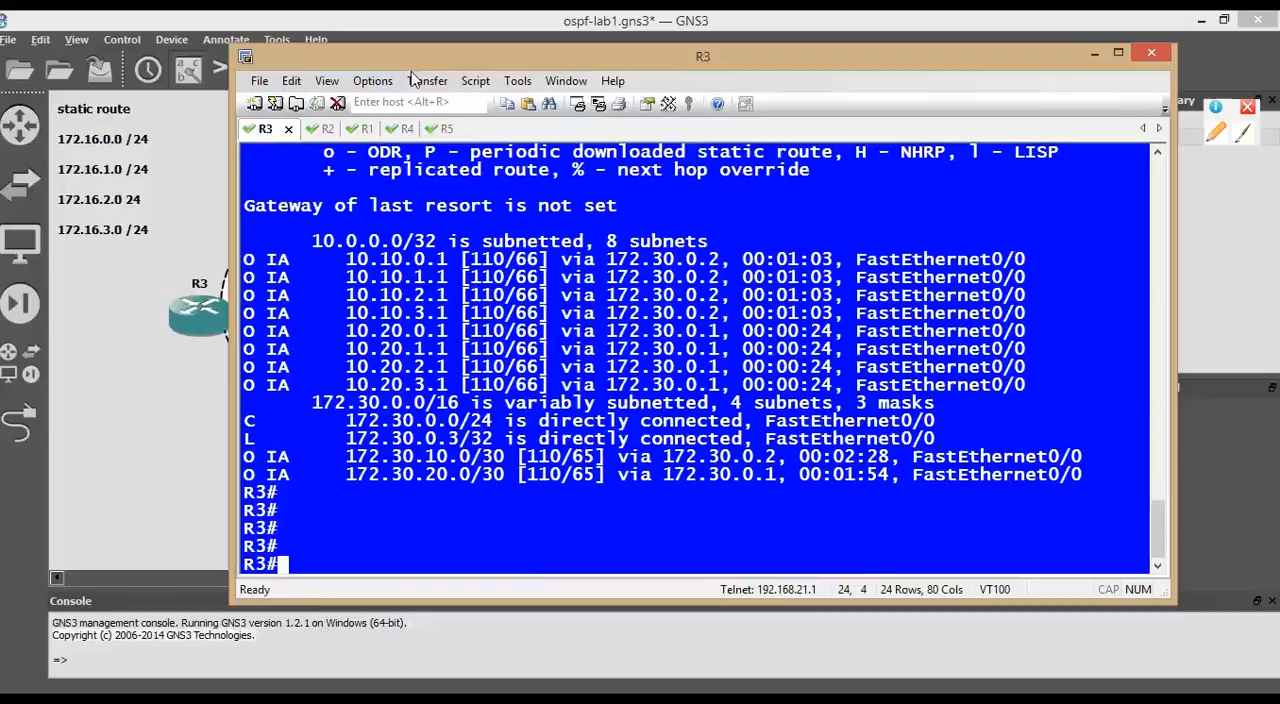 ospf-lab1.gns3* — GNS3
File Edit View Control Device Annotate Tools Help
static route
172.16.0.0 /24
172.16.1.0 /24
172.16.2.0 24
172.16.3.0 /24
R3
R3
File Edit View Options Transfer Script Tools Window Help
Enter host <Alt+R>
R3 R2 R1 R4 R5
o - ODR, P - periodic downloaded static route, H - NHRP, l - LISP
+ - replicated route, % - next hop override
Gateway of last resort is not set
10.0.0.0/32 is subnetted, 8 subnets
O IA 10.10.0.1 [110/66] via 172.30.0.2, 00:01:03, FastEthernet0/0
O IA 10.10.1.1 [110/66] via 172.30.0.2, 00:01:03, FastEthernet0/0
O IA 10.10.2.1 [110/66] via 172.30.0.2, 00:01:03, FastEthernet0/0
O IA 10.10.3.1 [110/66] via 172.30.0.2, 00:01:03, FastEthernet0/0
O IA 10.20.0.1 [110/66] via 172.30.0.1, 00:00:24, FastEthernet0/0
O IA 10.20.1.1 [110/66] via 172.30.0.1, 00:00:24, FastEthernet0/0
O IA 10.20.2.1 [110/66] via 172.30.0.1, 00:00:24, FastEthernet0/0
O IA 10.20.3.1 [110/66] via 172.30.0.1, 00:00:24, FastEthernet0/0
172.30.0.0/16 is variably subnetted, 4 subnets, 3 masks
C 172.30.0.0/24 is directly connected, FastEthernet0/0
L 172.30.0.3/32 is directly connected, FastEthernet0/0
O IA 172.30.10.0/30 [110/65] via 172.30.0.2, 00:02:28, FastEthernet0/0
O IA 172.30.20.0/30 [110/65] via 172.30.0.1, 00:01:54, FastEthernet0/0
R3#
R3#
R3#
R3#
R3#
Ready Telnet: 192.168.21.1 24, 4 24 Rows, 80 Cols VT100 CAP NUM
Console
GNS3 management console. Running GNS3 version 1.2.1 on Windows (64-bit).
Copyright (c) 2006-2014 GNS3 Technologies.
=>